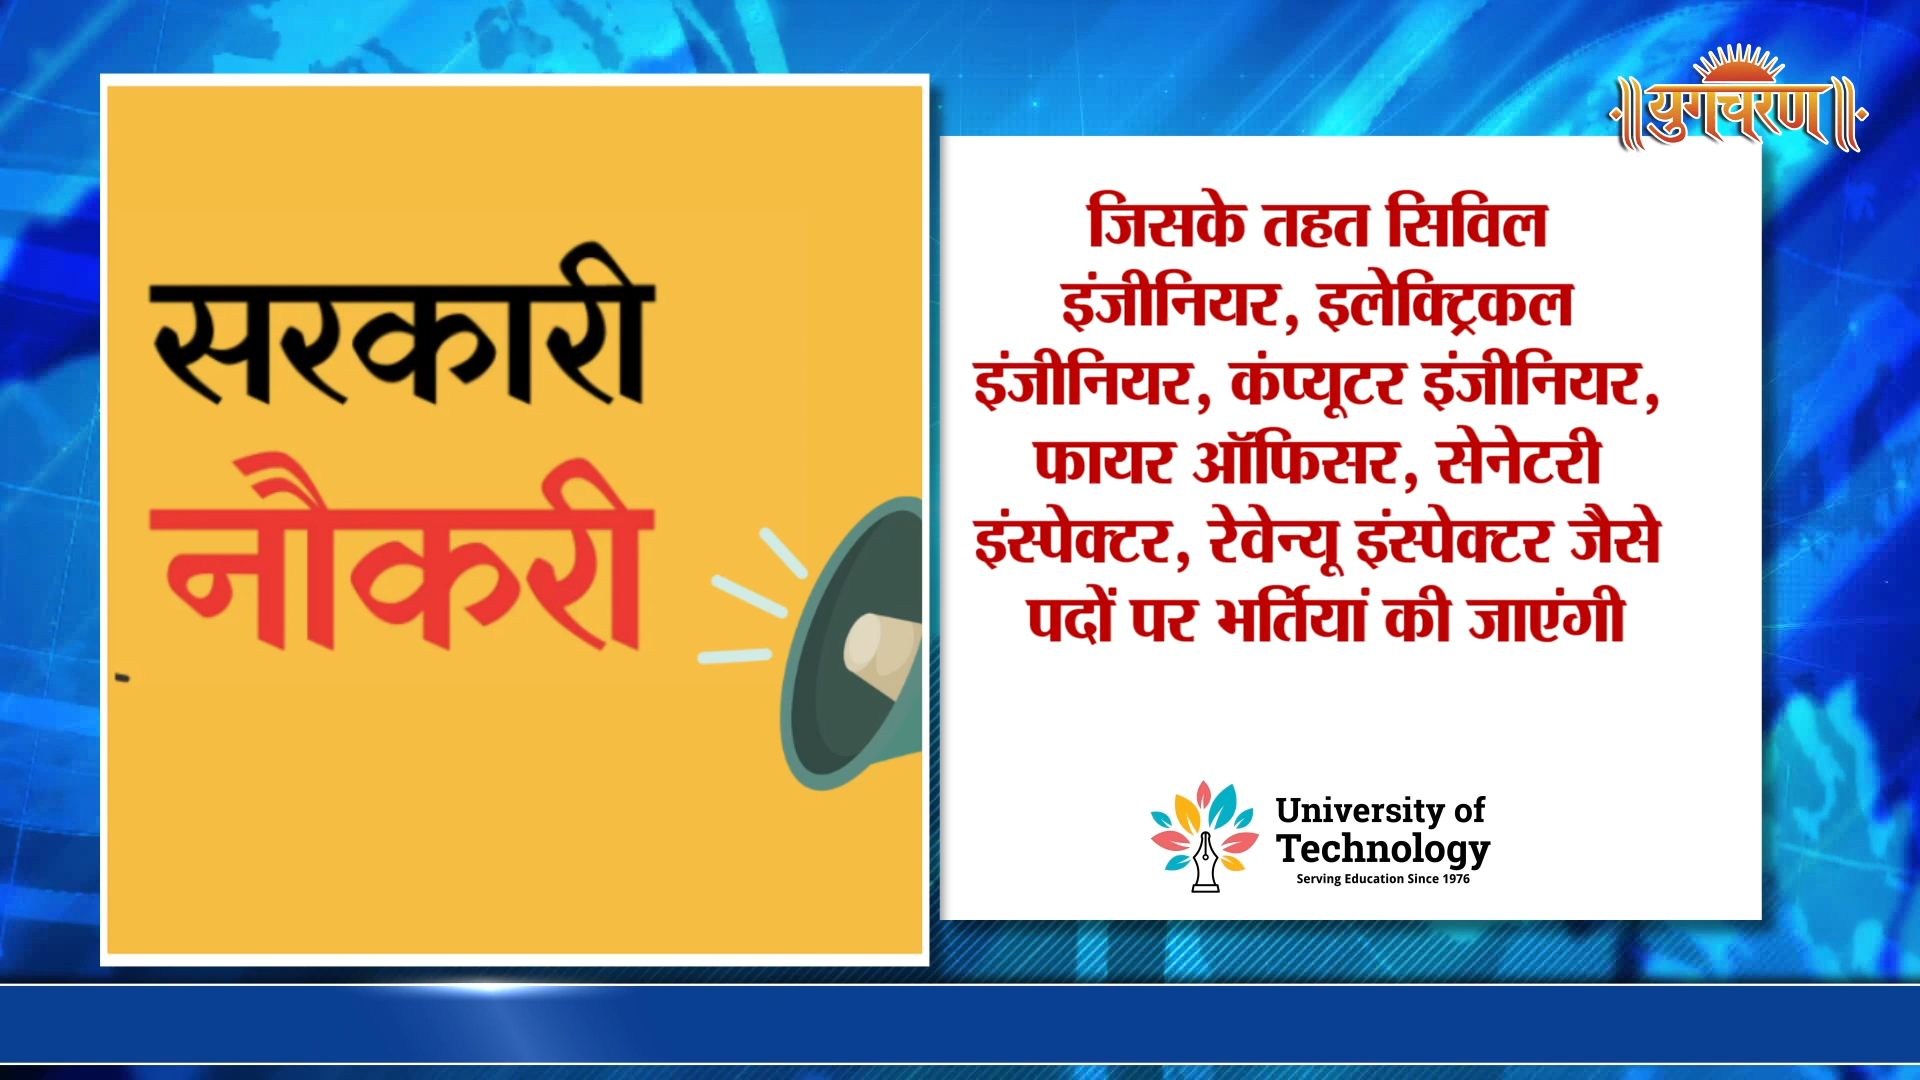 सरकारी
नौकरी
॥युगचरण॥
जिसके तहत सिविल
इंजीनियर, इलेक्ट्रिकल
इंजीनियर, कंप्यूटर इंजीनियर,
फायर ऑफिसर, सेनेटरी
इंस्पेक्टर, रेवेन्यू इंस्पेक्टर जैसे
पदों पर भर्तियां की जाएंगी
University of
Technology
Serving Education Since 1976